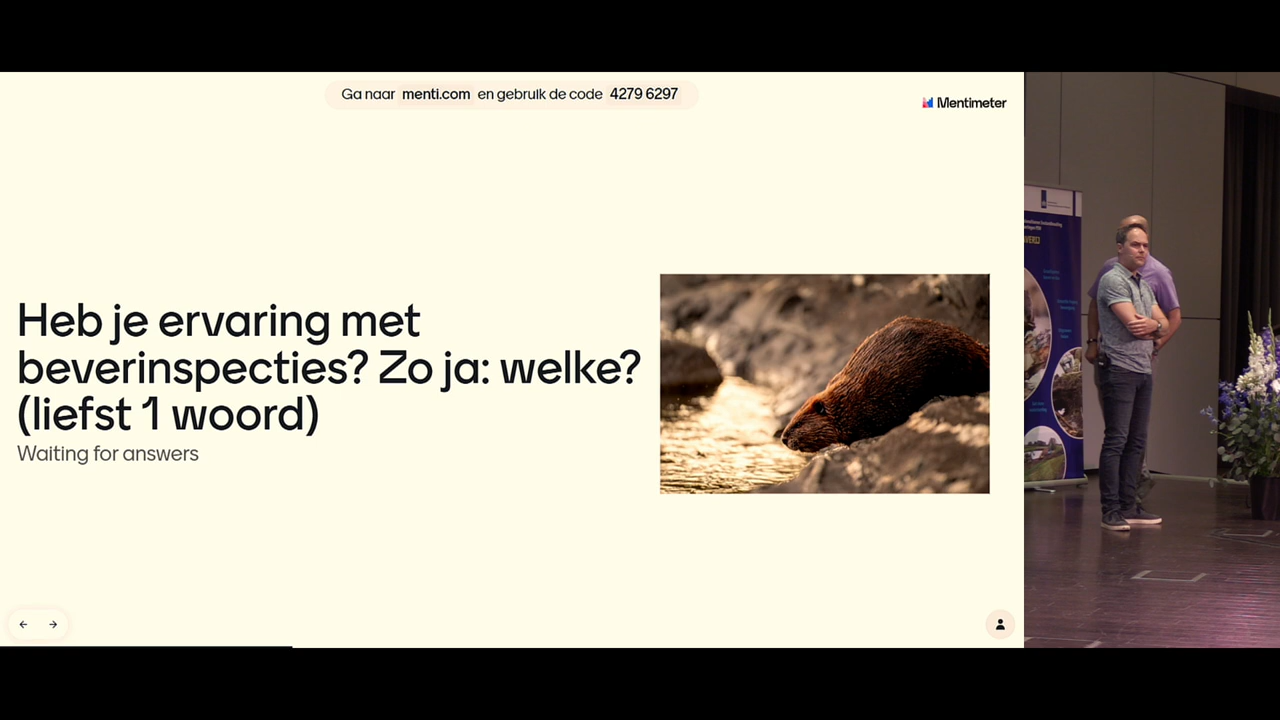 Ga naar menti.com en gebruik de code 4279 6297
Mentimeter
Heb je ervaring met
beverinspecties? Zo ja: welke?
(liefst 1 woord)
Waiting for answers